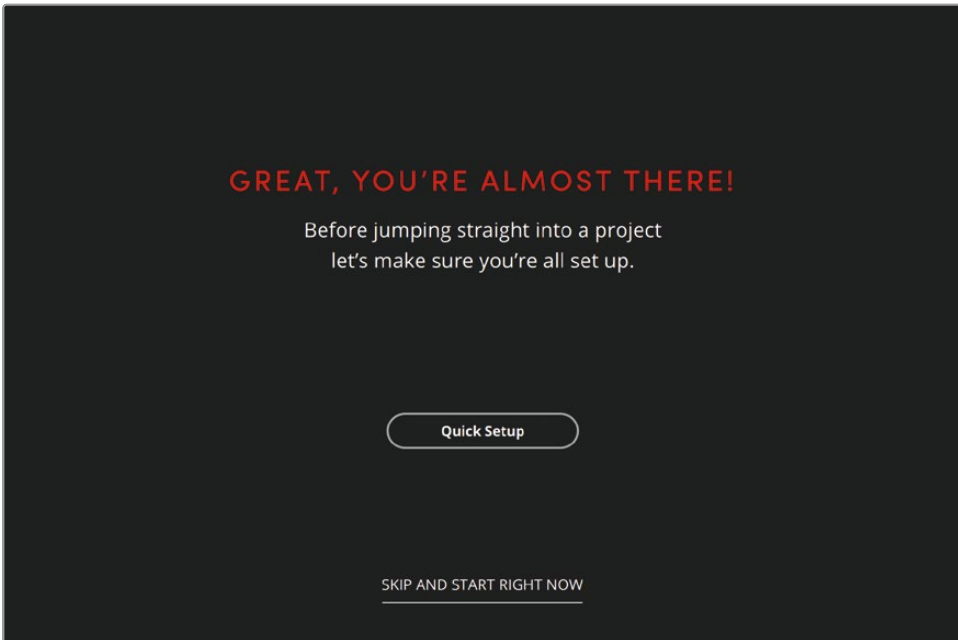 GREAT, YOU’RE ALMOST THERE!
Before jumping straight into a project
let’s make sure you’re all set up.
Quick Setup
SKIP AND START RIGHT NOW